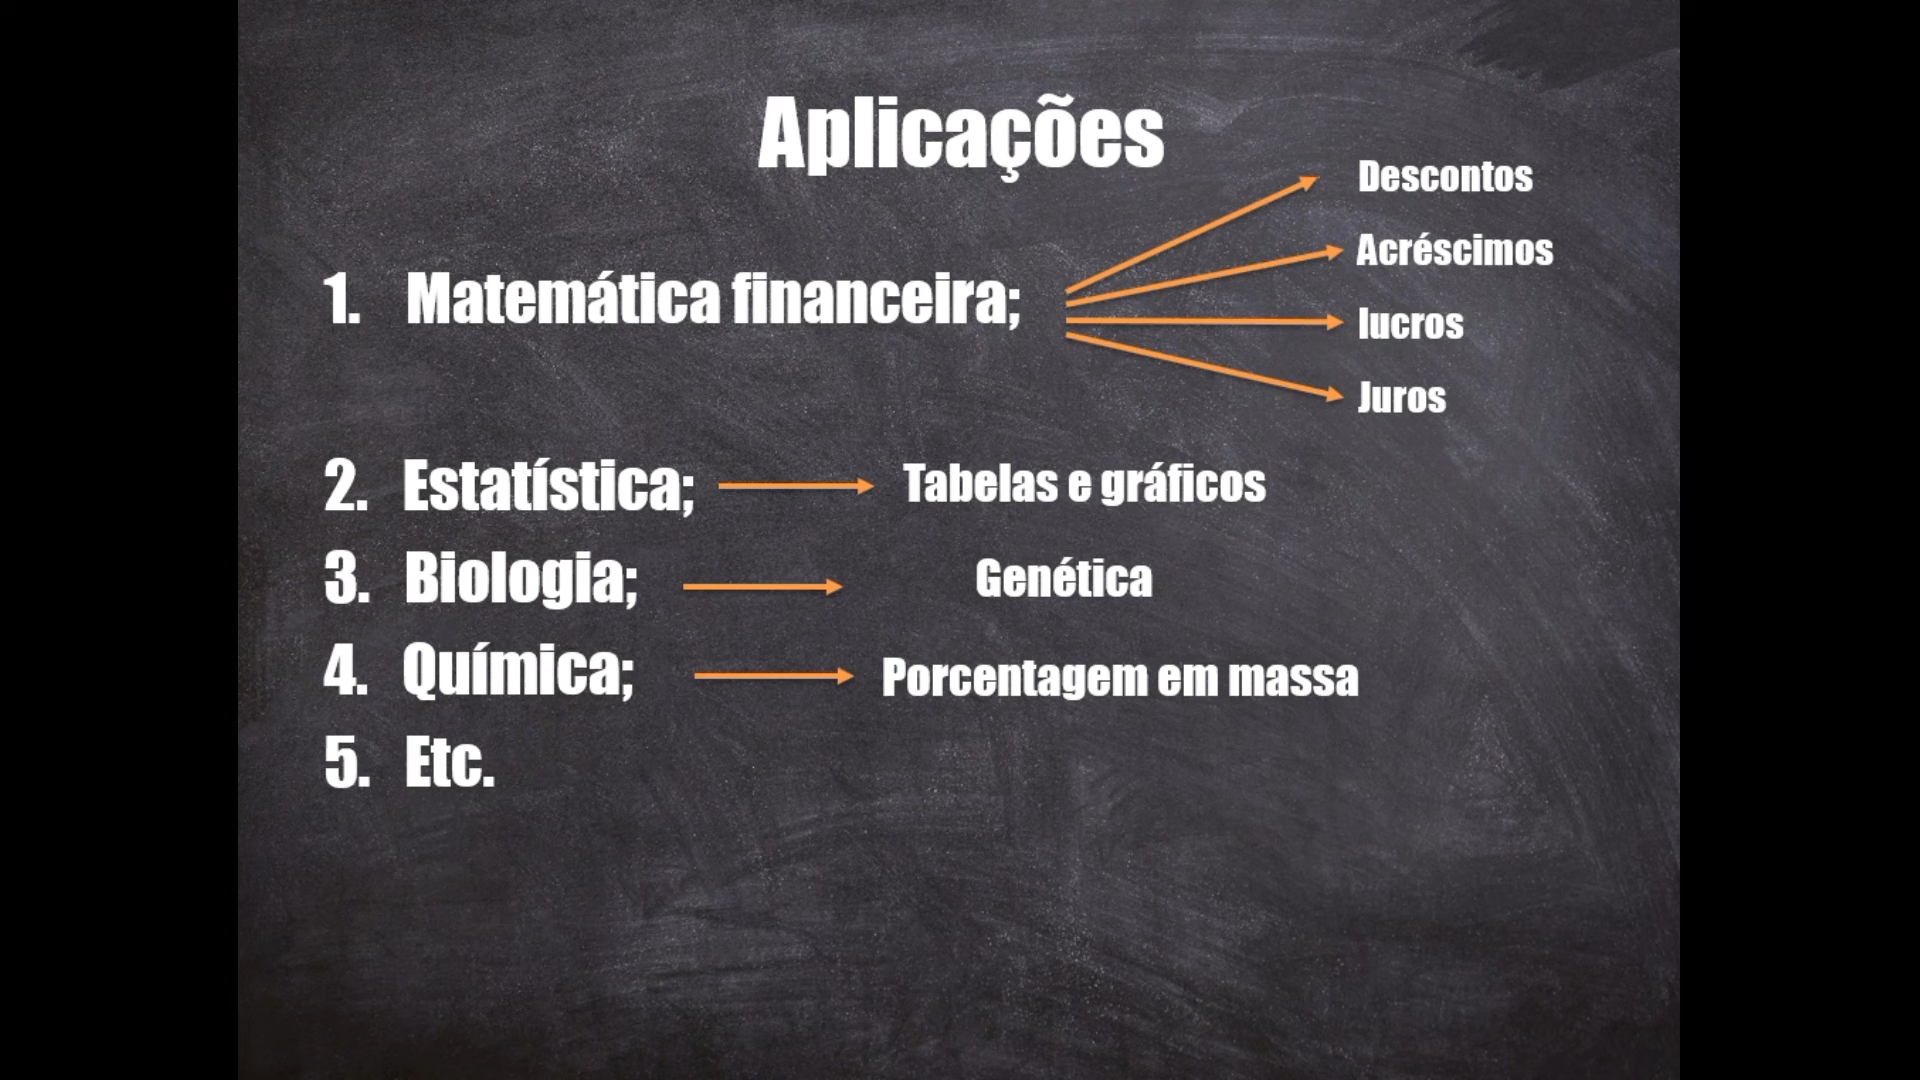 Aplicações
1. Matemática financeira;
Descontos
Acréscimos
lucros
Juros
2. Estatística; Tabelas e gráficos
3. Biologia; Genética
4. Química; Porcentagem em massa
5. Etc.